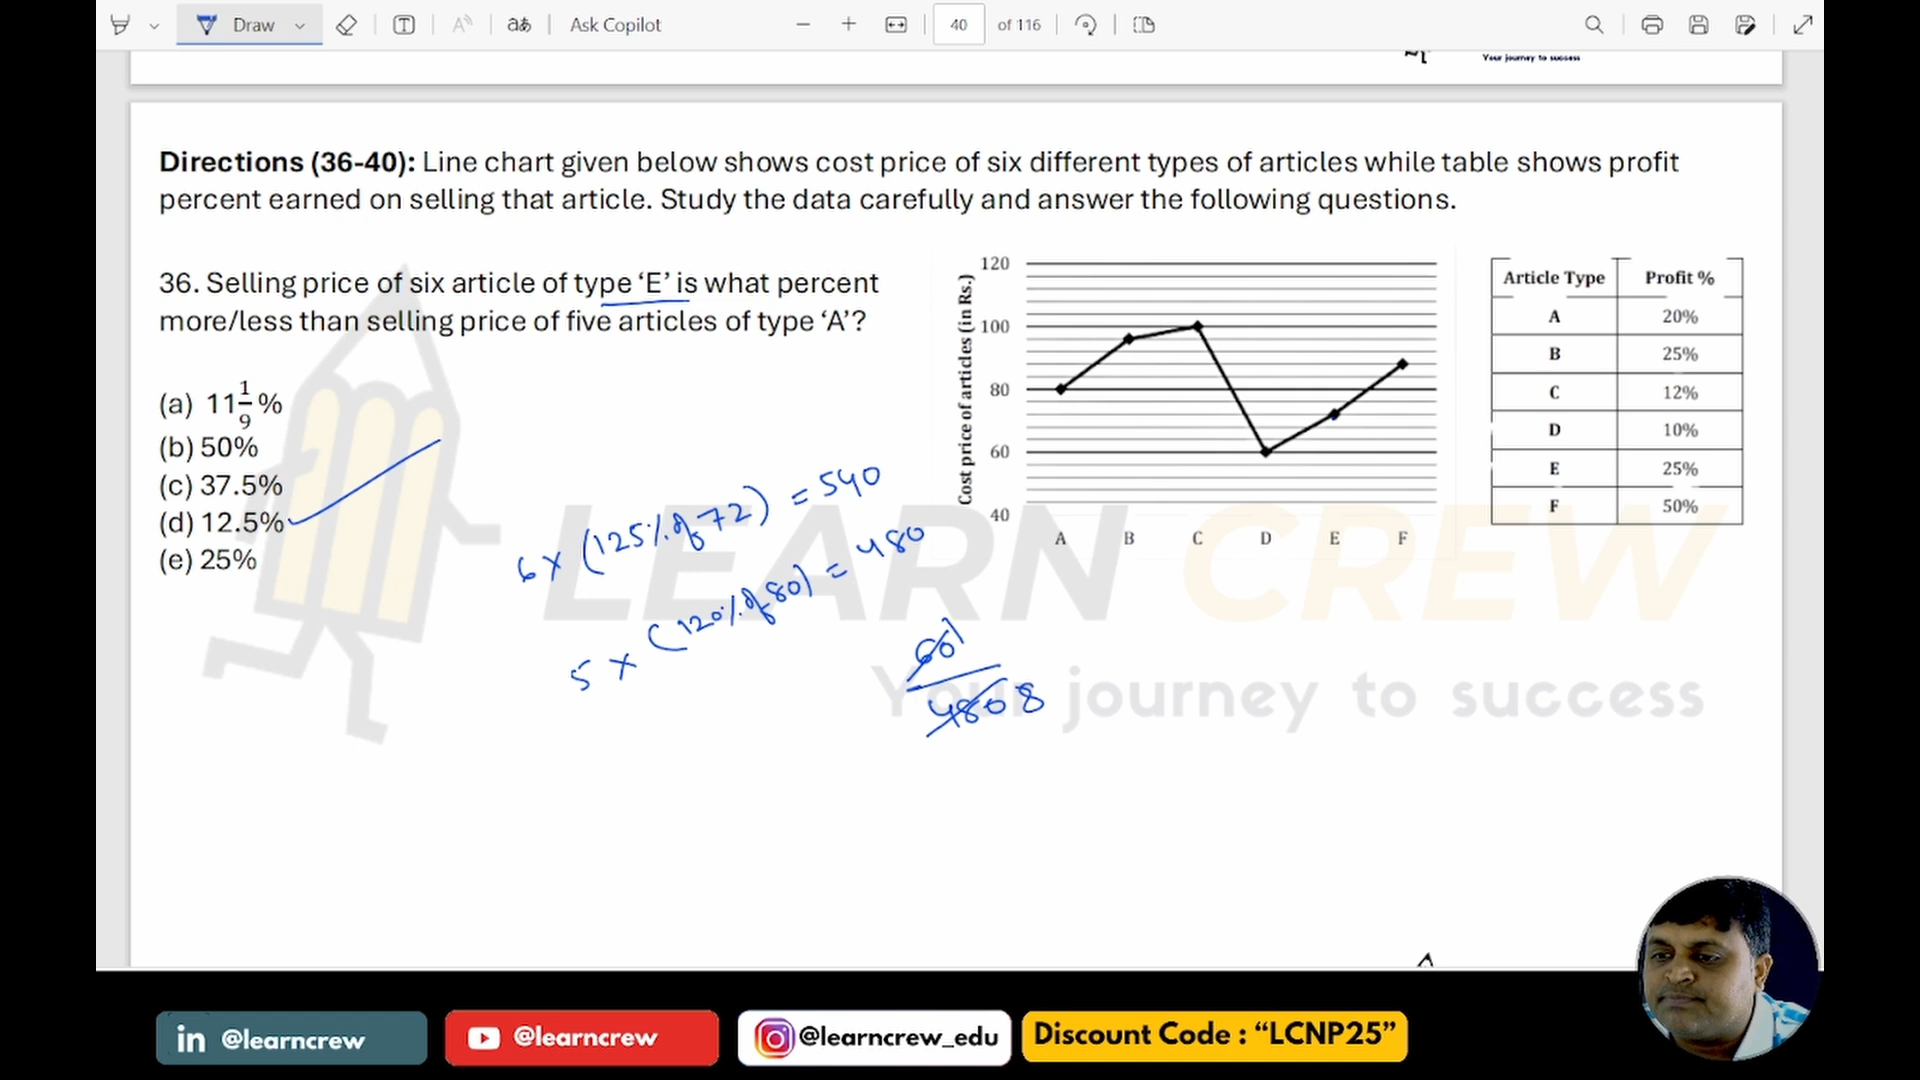 Draw
Ask Copilot
40 of 116
Your journey to success
Directions (36-40): Line chart given below shows cost price of six different types of articles while table shows profit
percent earned on selling that article. Study the data carefully and answer the following questions.
36. Selling price of six article of type ‘E’ is what percent
more/less than selling price of five articles of type ‘A’?
(a) 11 1/9 %
(b) 50%
(c) 37.5%
(d) 12.5%
(e) 25%
6 x (125% of 72) = 540
5 x (120% of 80) = 480
60 1
480 8
Cost price of articles (in Rs.)
120
100
80
60
40
A B C D E F
Article Type Profit %
A 20%
B 25%
C 12%
D 10%
E 25%
F 50%
LEARN CREW
Your journey to success
in @learncrew
@learncrew
@learncrew_edu
Discount Code : “LCNP25”